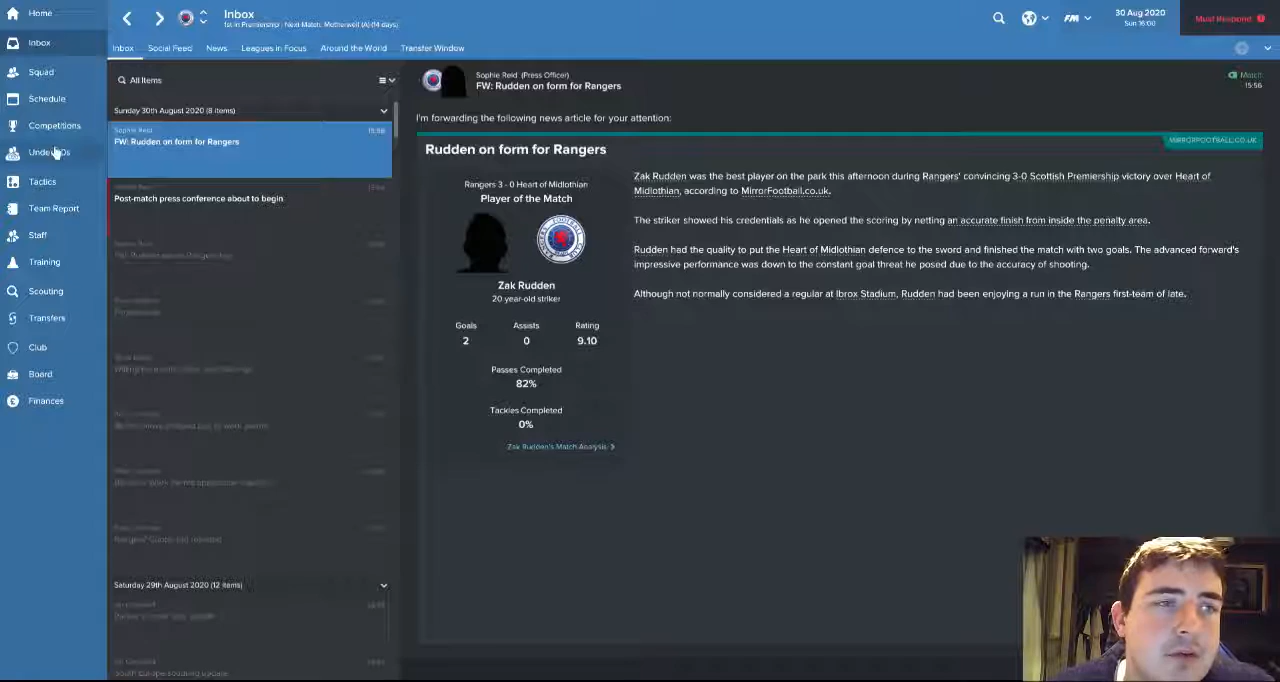 Home
Inbox
Squad
Schedule
Competitions
Tactics
Team Report
Staff
Training
Scouting
Transfers
Club
Board
Finances
Inbox
1st in Premiership | Next Match: Motherwell (A) (14 days)
FM
30 Aug 2020
Sun 16:00
Must Respond
Inbox
Social Feed
News
Leagues in Focus
Around the World
Transfer Window
All Items
Sunday 30th August 2020 (8 items)
Sophie Reid
15:56
FW: Rudden on form for Rangers
Post-match press conference about to begin
Saturday 29th August 2020 (12 items)
South Europe scouting update
Sophie Reid (Press Officer)
FW: Rudden on form for Rangers
Match
15:56
I'm forwarding the following news article for your attention:
MIRRORFOOTBALL.CO.UK
Rudden on form for Rangers
Rangers 3 - 0 Heart of Midlothian
Player of the Match
Zak Rudden
20 year-old striker
Goals
Assists
Rating
2
0
9.10
Passes Completed
82%
Tackles Completed
0%
Zak Rudden's Match Analysis
Zak Rudden was the best player on the park this afternoon during Rangers' convincing 3-0 Scottish Premiership victory over Heart of
Midlothian, according to MirrorFootball.co.uk.
The striker showed his credentials as he opened the scoring by netting an accurate finish from inside the penalty area.
Rudden had the quality to put the Heart of Midlothian defence to the sword and finished the match with two goals. The advanced forward's
impressive performance was down to the constant goal threat he posed due to the accuracy of shooting.
Although not normally considered a regular at Ibrox Stadium, Rudden had been enjoying a run in the Rangers first-team of late.